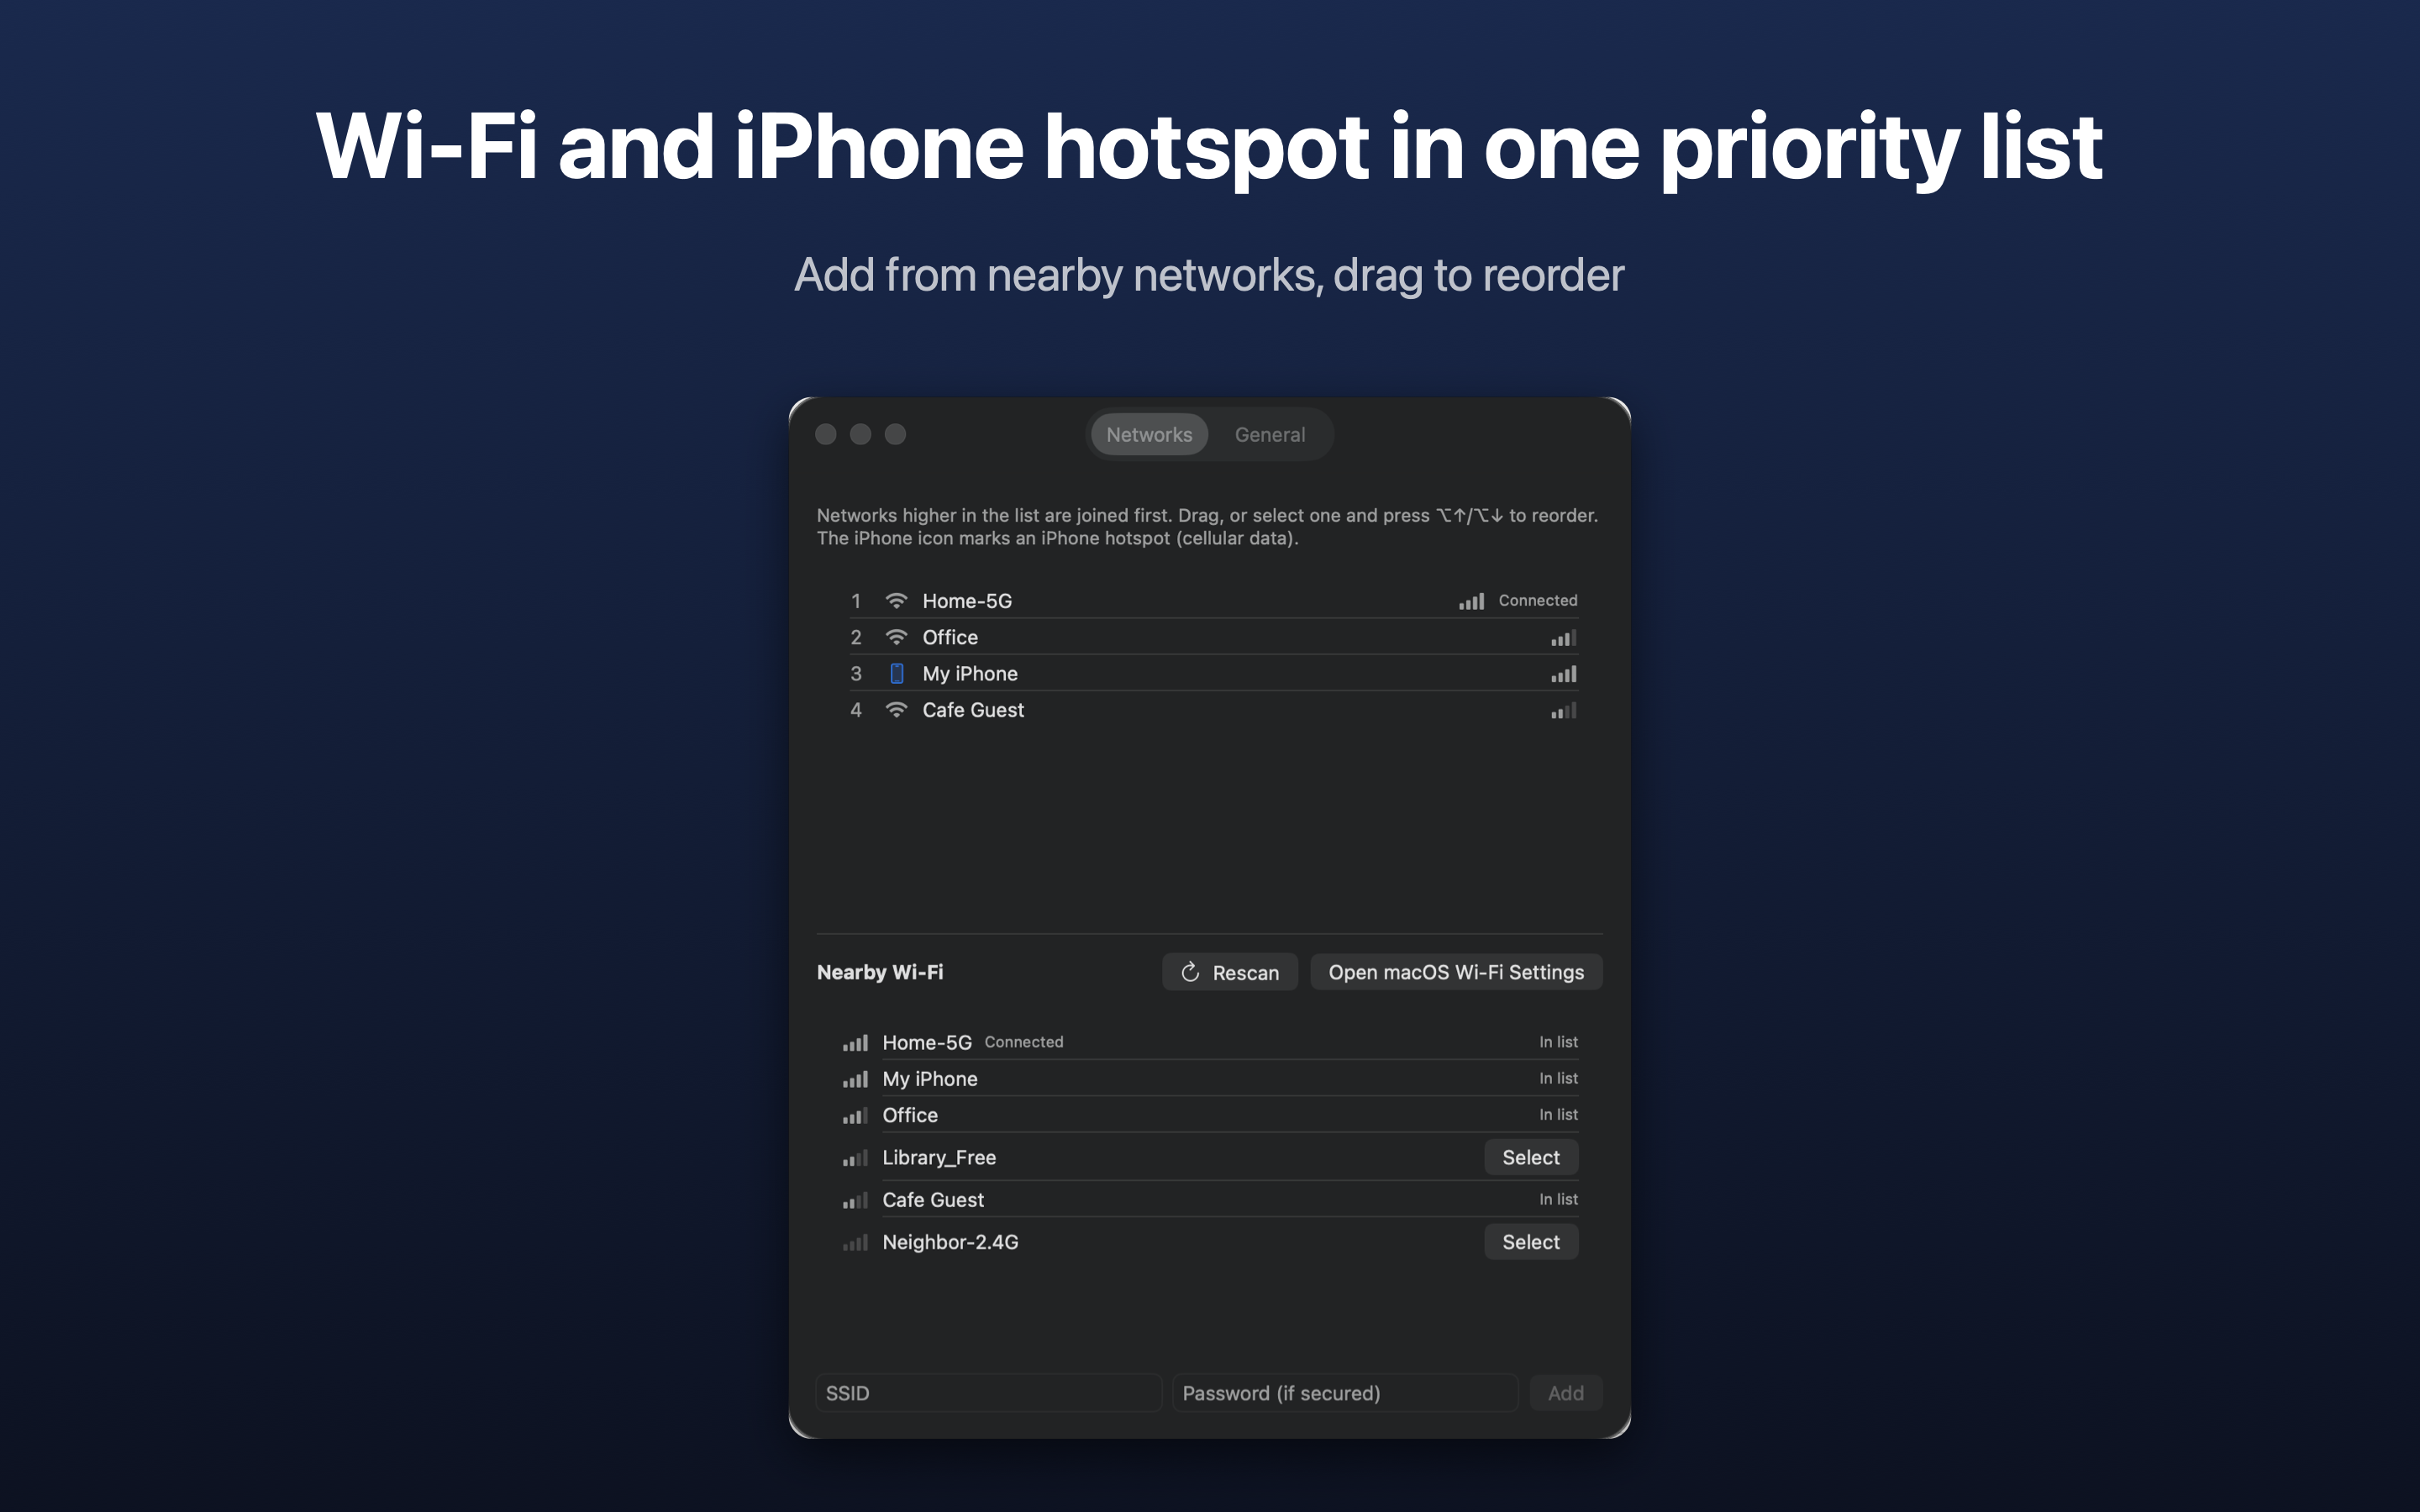 Wi-Fi and iPhone hotspot in one priority list
Add from nearby networks, drag to reorder
Networks General
Networks higher in the list are joined first. Drag, or select one and press ⌥↑/⌥↓ to reorder.
The iPhone icon marks an iPhone hotspot (cellular data).
1 Home-5G Connected
2 Office
3 My iPhone
4 Cafe Guest
Nearby Wi-Fi Rescan Open macOS Wi-Fi Settings
Home-5G Connected In list
My iPhone In list
Office In list
Library_Free Select
Cafe Guest In list
Neighbor-2.4G Select
SSID Password (if secured) Add